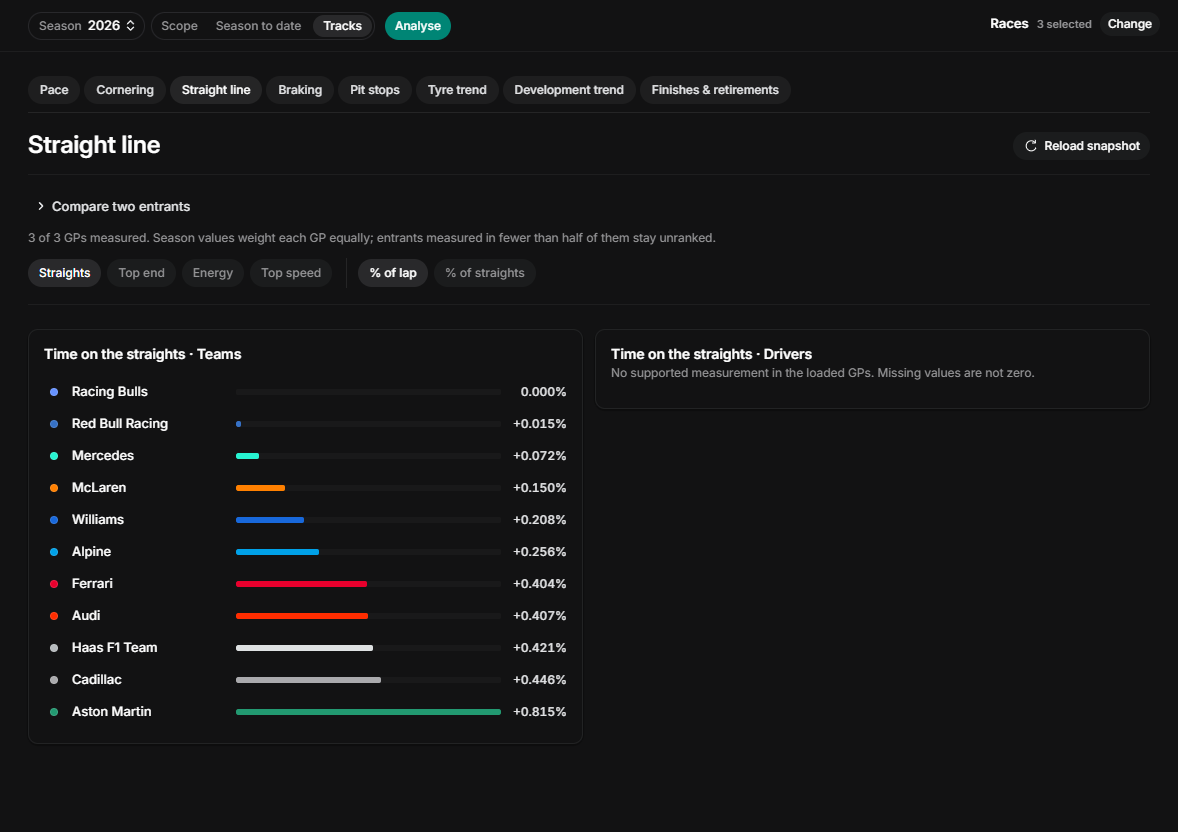 Season 2026 Scope Season to date Tracks Analyse Races 3 selected Change
Pace Cornering Straight line Braking Pit stops Tyre trend Development trend Finishes & retirements
Straight line
Reload snapshot
Compare two entrants
3 of 3 GPs measured. Season values weight each GP equally; entrants measured in fewer than half of them stay unranked.
Straights Top end Energy Top speed % of lap % of straights
Time on the straights · Teams
Racing Bulls 0.000%
Red Bull Racing +0.015%
Mercedes +0.072%
McLaren +0.150%
Williams +0.208%
Alpine +0.256%
Ferrari +0.404%
Audi +0.407%
Haas F1 Team +0.421%
Cadillac +0.446%
Aston Martin +0.815%
Time on the straights · Drivers
No supported measurement in the loaded GPs. Missing values are not zero.